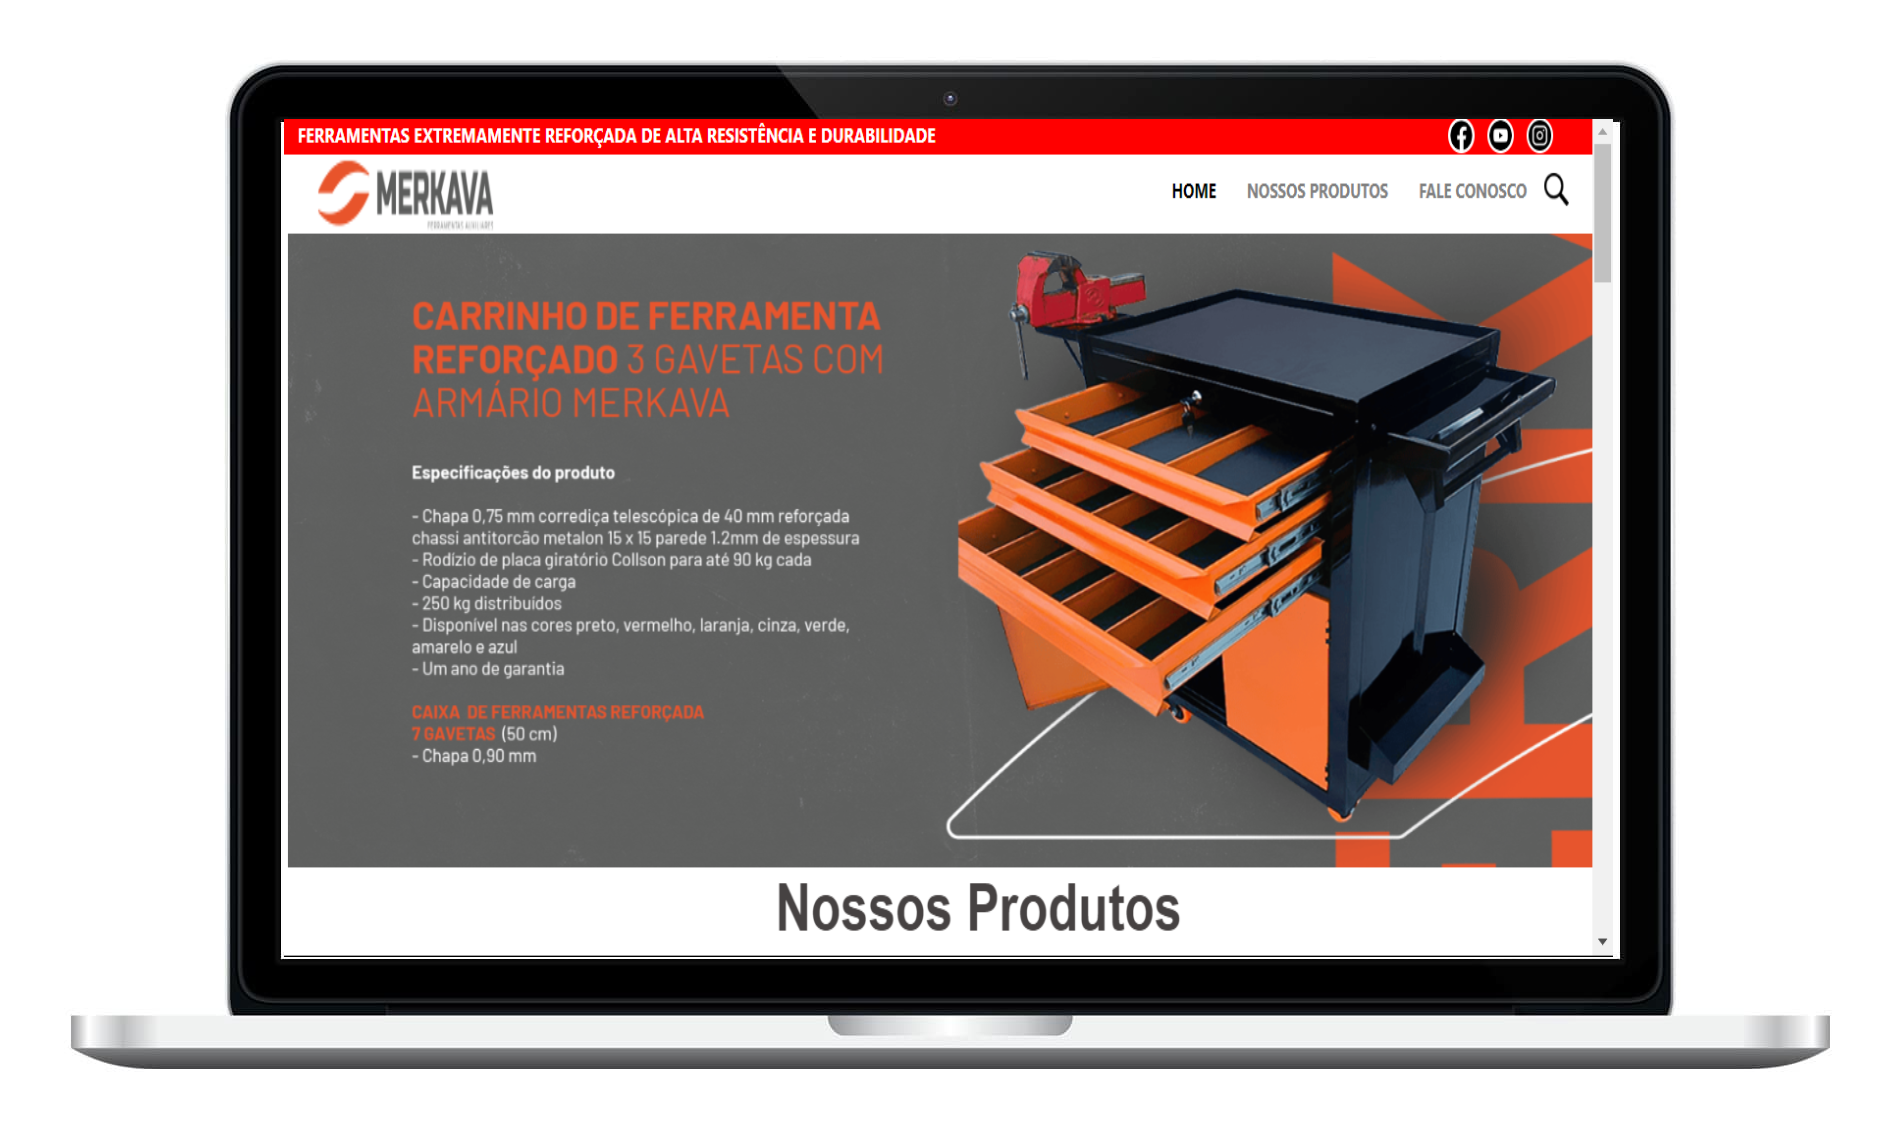 FERRAMENTAS EXTREMAMENTE REFORÇADA DE ALTA RESISTÊNCIA E DURABILIDADE
MERKAVA
FERRAMENTAS AUXILIARES
HOME NOSSOS PRODUTOS FALE CONOSCO
CARRINHO DE FERRAMENTA
REFORÇADO 3 GAVETAS COM
ARMÁRIO MERKAVA
Especificações do produto
- Chapa 0,75 mm corrediça telescópica de 40 mm reforçada
chassi antitorcão metalon 15 x 15 parede 1.2mm de espessura
- Rodízio de placa giratório Collson para até 90 kg cada
- Capacidade de carga
- 250 kg distribuídos
- Disponível nas cores preto, vermelho, laranja, cinza, verde,
amarelo e azul
- Um ano de garantia
CAIXA DE FERRAMENTAS REFORÇADA
7 GAVETAS (50 cm)
- Chapa 0,90 mm
Nossos Produtos